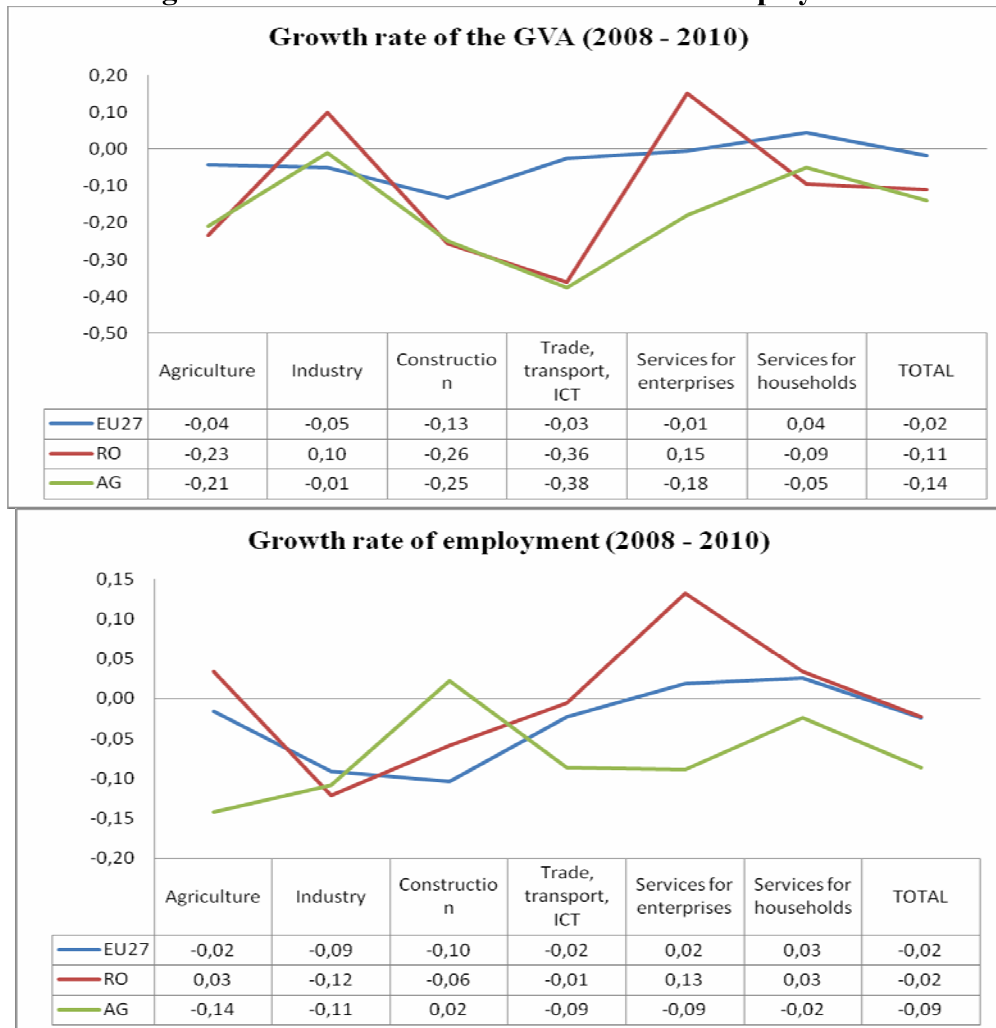 Growth rate of the GVA (2008 - 2010)
0,20
0,10
0,00
-0,10
-0,20
-0,30
-0,40
-0,50
Agriculture Industry Constructio n Trade, transport, ICT Services for enterprises Services for households TOTAL
EU27 -0,04 -0,05 -0,13 -0,03 -0,01 0,04 -0,02
RO -0,23 0,10 -0,26 -0,36 0,15 -0,09 -0,11
AG -0,21 -0,01 -0,25 -0,38 -0,18 -0,05 -0,14
Growth rate of employment (2008 - 2010)
0,15
0,10
0,05
0,00
-0,05
-0,10
-0,15
-0,20
Agriculture Industry Constructio n Trade, transport, ICT Services for enterprises Services for households TOTAL
EU27 -0,02 -0,09 -0,10 -0,02 0,02 0,03 -0,02
RO 0,03 -0,12 -0,06 -0,01 0,13 0,03 -0,02
AG -0,14 -0,11 0,02 -0,09 -0,09 -0,02 -0,09